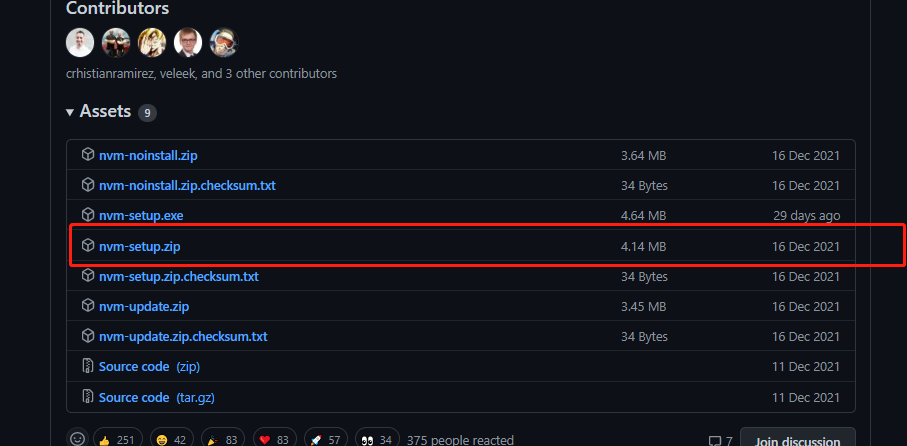 Contributors
crhistianramirez, veleek, and 3 other contributors
Assets 9
nvm-noinstall.zip 3.64 MB 16 Dec 2021
nvm-noinstall.zip.checksum.txt 34 Bytes 16 Dec 2021
nvm-setup.exe 4.64 MB 29 days ago
nvm-setup.zip 4.14 MB 16 Dec 2021
nvm-setup.zip.checksum.txt 34 Bytes 16 Dec 2021
nvm-update.zip 3.45 MB 16 Dec 2021
nvm-update.zip.checksum.txt 34 Bytes 16 Dec 2021
Source code (zip) 11 Dec 2021
Source code (tar.gz) 11 Dec 2021
251 42 83 83 57 34 375 people reacted 7 Join discussion